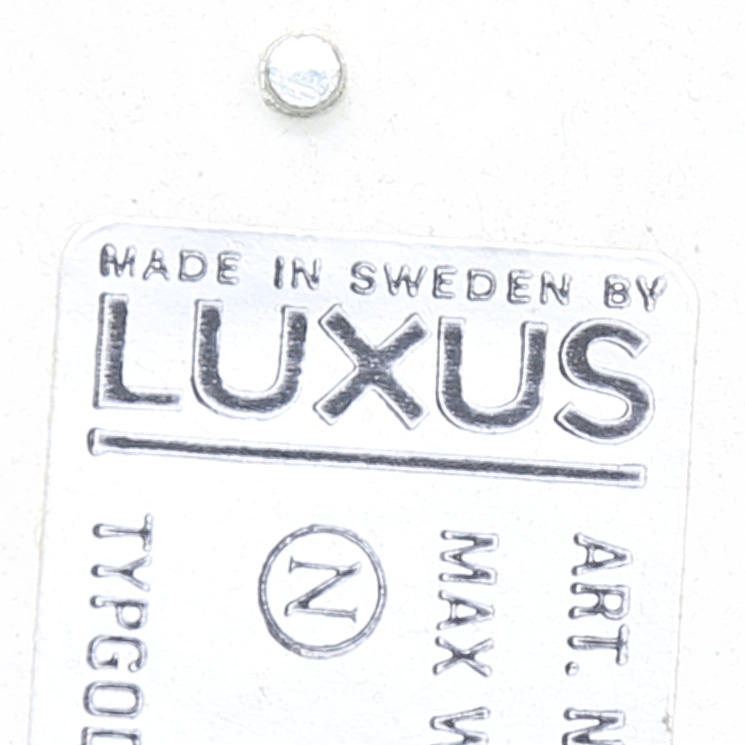 MADE IN SWEDEN BY
LUXUS
ART. N
MAX
N
TYPGOD